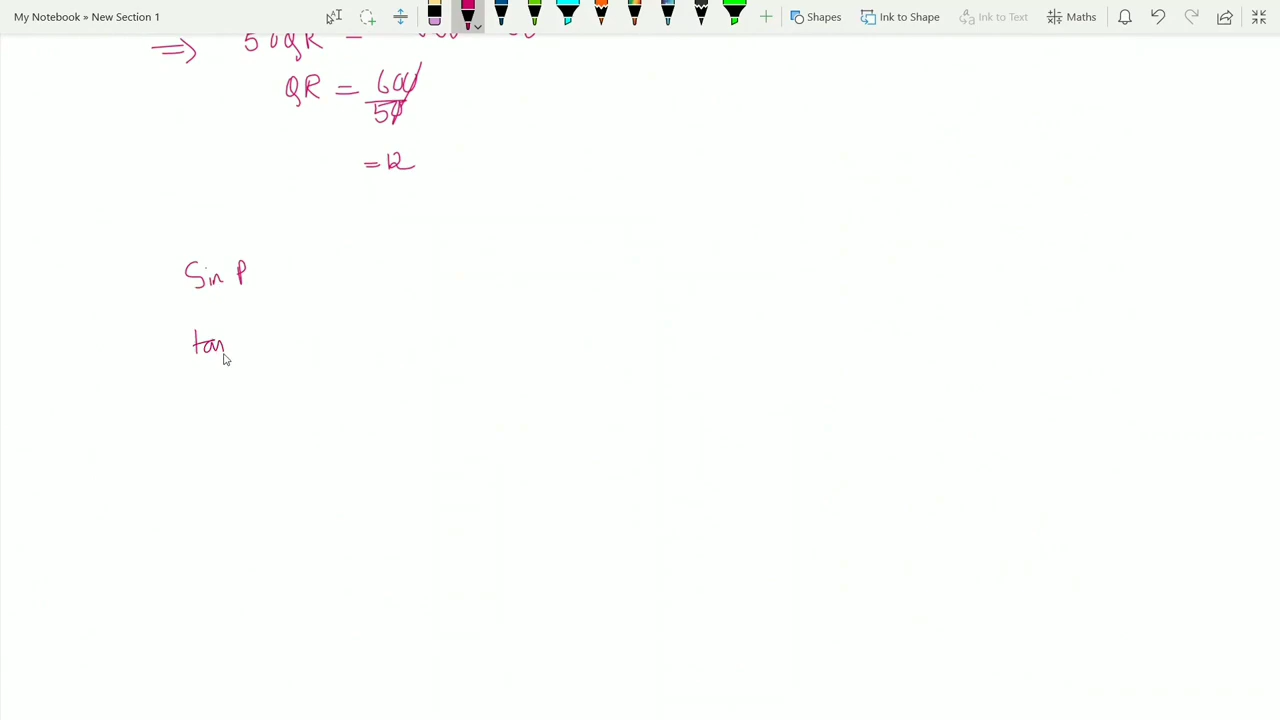 My Notebook » New Section 1
Shapes Ink to Shape Ink to Text Maths
⇒ 50QR =
QR = 600/50
= 12
Sin P
tan